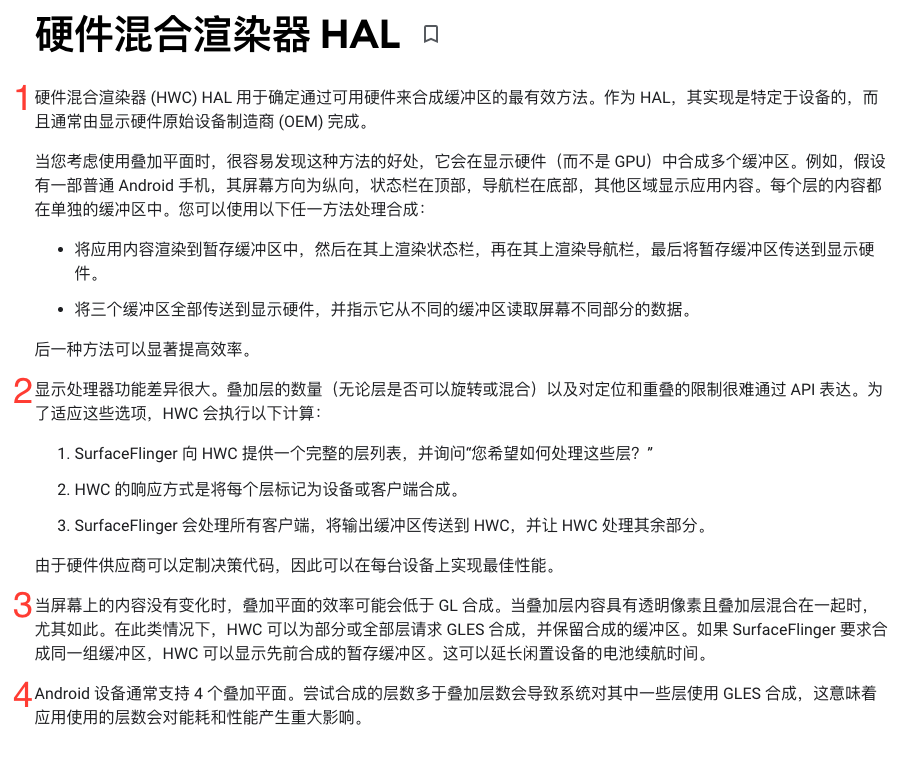 硬件混合渲染器 HAL
1 硬件混合渲染器 (HWC) HAL 用于确定通过可用硬件来合成缓冲区的最有效方法。作为 HAL，其实现是特定于设备的，而
且通常由显示硬件原始设备制造商 (OEM) 完成。
当您考虑使用叠加平面时，很容易发现这种方法的好处，它会在显示硬件（而不是 GPU）中合成多个缓冲区。例如，假设
有一部普通 Android 手机，其屏幕方向为纵向，状态栏在顶部，导航栏在底部，其他区域显示应用内容。每个层的内容都
在单独的缓冲区中。您可以使用以下任一方法处理合成：
• 将应用内容渲染到暂存缓冲区中，然后在其上渲染状态栏，再在其上渲染导航栏，最后将暂存缓冲区传送到显示硬
件。
• 将三个缓冲区全部传送到显示硬件，并指示它从不同的缓冲区读取屏幕不同部分的数据。
后一种方法可以显著提高效率。
2 显示处理器功能差异很大。叠加层的数量（无论层是否可以旋转或混合）以及对定位和重叠的限制很难通过 API 表达。为
了适应这些选项，HWC 会执行以下计算：
1. SurfaceFlinger 向 HWC 提供一个完整的层列表，并询问“您希望如何处理这些层？”
2. HWC 的响应方式是将每个层标记为设备或客户端合成。
3. SurfaceFlinger 会处理所有客户端，将输出缓冲区传送到 HWC，并让 HWC 处理其余部分。
由于硬件供应商可以定制决策代码，因此可以在每台设备上实现最佳性能。
3 当屏幕上的内容没有变化时，叠加平面的效率可能会低于 GL 合成。当叠加层内容具有透明像素且叠加层混合在一起时，
尤其如此。在此类情况下，HWC 可以为部分或全部层请求 GLES 合成，并保留合成的缓冲区。如果 SurfaceFlinger 要求合
成同一组缓冲区，HWC 可以显示先前合成的暂存缓冲区。这可以延长闲置设备的电池续航时间。
4 Android 设备通常支持 4 个叠加平面。尝试合成的层数多于叠加层数会导致系统对其中一些层使用 GLES 合成，这意味着
应用使用的层数会对能耗和性能产生重大影响。